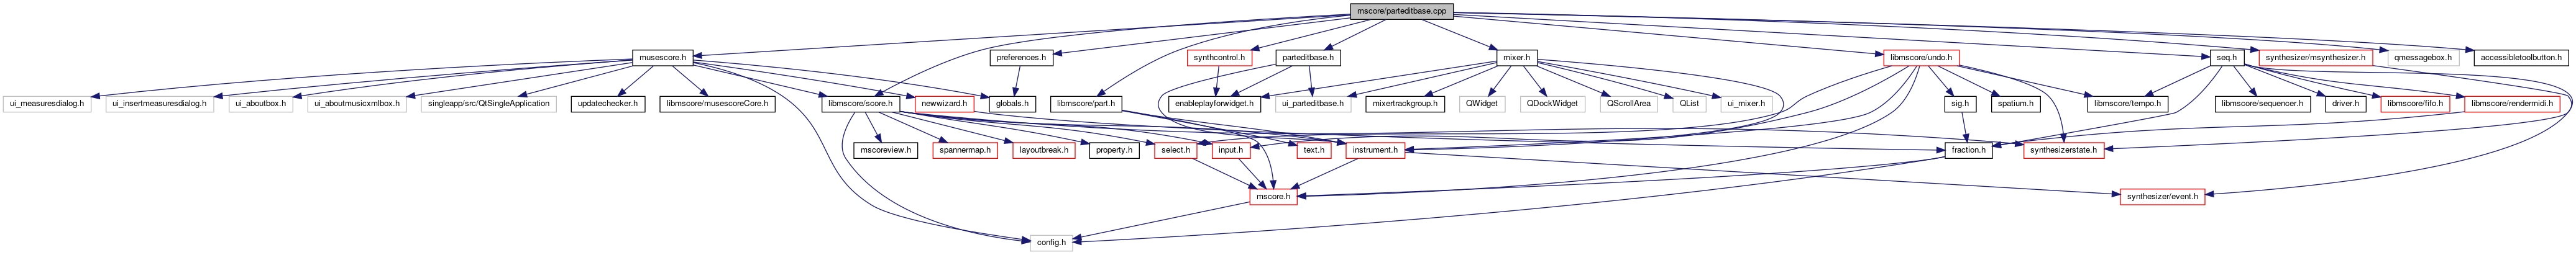 mscore/parteditbase.cpp
musescore.h
preferences.h
synthcontrol.h
parteditbase.h
mixer.h
libmscore/undo.h
seq.h
synthesizer/msynthesizer.h
qmessagebox.h
accessibletoolbutton.h
ui_measuresdialog.h
ui_insertmeasuresdialog.h
ui_aboutbox.h
ui_aboutmusicxmlbox.h
singleapp/src/QtSingleApplication
updatechecker.h
libmscore/musescoreCore.h
libmscore/score.h
newwizard.h
globals.h
libmscore/part.h
enableplayforwidget.h
ui_parteditbase.h
mixertrackgroup.h
QWidget
QDockWidget
QScrollArea
QList
ui_mixer.h
sig.h
spatium.h
libmscore/tempo.h
libmscore/sequencer.h
driver.h
libmscore/fifo.h
libmscore/rendermidi.h
mscoreview.h
spannermap.h
layoutbreak.h
property.h
select.h
input.h
text.h
instrument.h
fraction.h
synthesizerstate.h
mscore.h
synthesizer/event.h
config.h